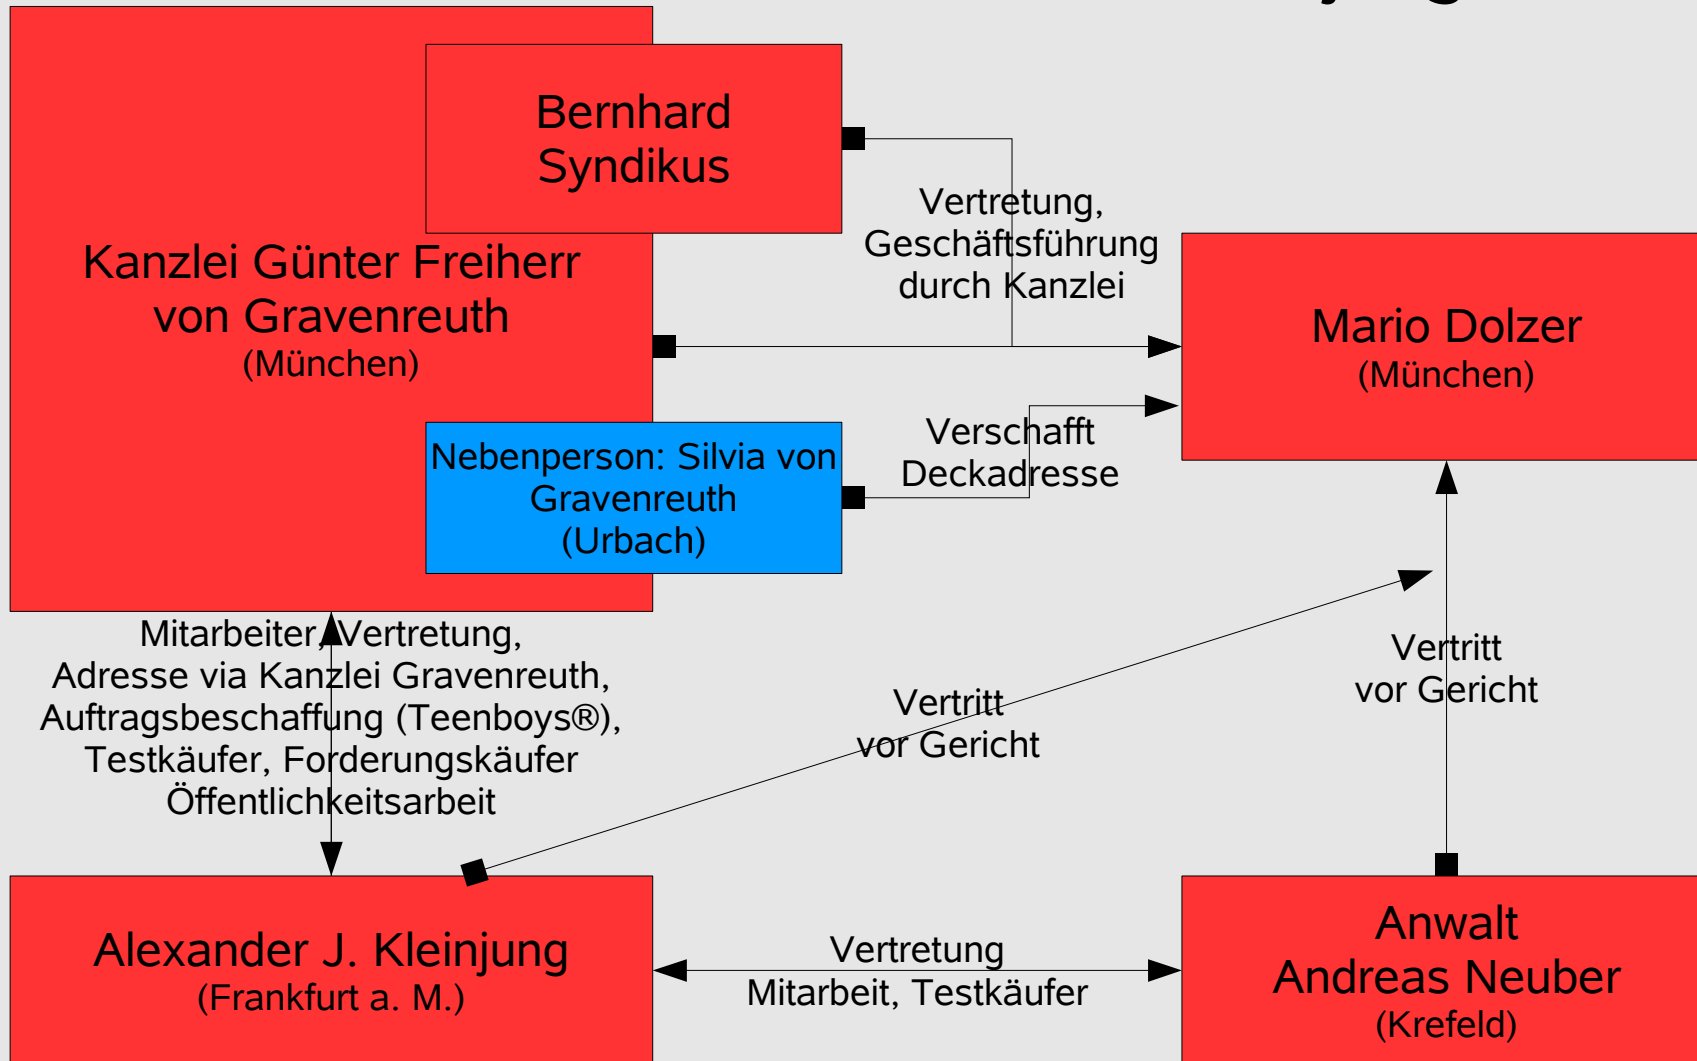 Bernhard
Syndikus
Kanzlei Günter Freiherr
von Gravenreuth
(München)
Vertretung,
Geschäftsführung
durch Kanzlei
Mario Dolzer
(München)
Nebenperson: Silvia von
Gravenreuth
(Urbach)
Verschafft
Deckadresse
Mitarbeiter, Vertretung,
Adresse via Kanzlei Gravenreuth,
Auftragsbeschaffung (Teenboys®),
Testkäufer, Forderungskäufer
Öffentlichkeitsarbeit
Vertritt
vor Gericht
Vertritt
vor Gericht
Alexander J. Kleinjung
(Frankfurt a. M.)
Vertretung
Mitarbeit, Testkäufer
Anwalt
Andreas Neuber
(Krefeld)